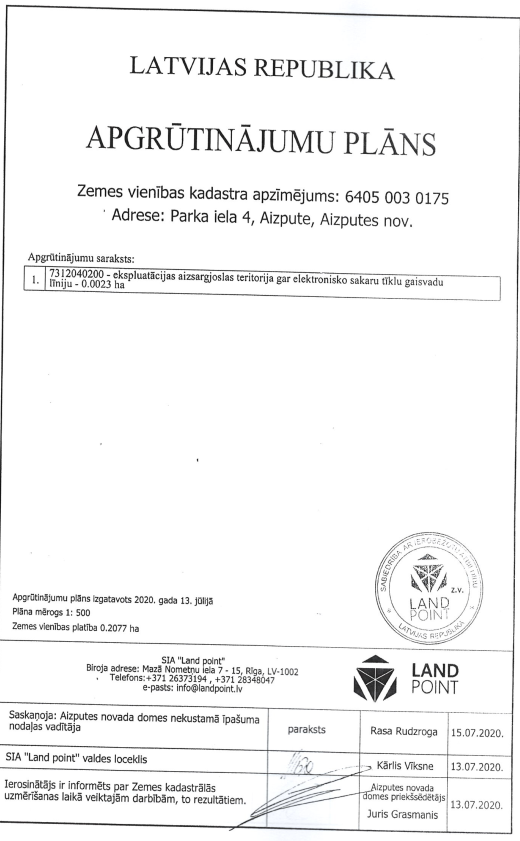 LATVIJAS REPUBLIKA
APGRŪTINĀJUMU PLĀNS
Zemes vienības kadastra apzīmējums: 6405 003 0175
Adrese: Parka iela 4, Aizpute, Aizputes nov.
Apgrūtinājumu saraksts:
1. 7312040200 - ekspluatācijas aizsargjoslas teritorija gar elektronisko sakaru tīklu gaisvadu
līniju - 0.0023 ha
SABIEDRĪBA AR IEROBEŽOTU ATBILDĪBU
LAND
POINT
Z.V.
LATVIJAS REPUBLIKA
Apgrūtinājumu plāns izgatavots 2020. gada 13. jūlijā
Plāna mērogs 1: 500
Zemes vienības platība 0.2077 ha
SIA "Land point"
Biroja adrese: Mazā Nometņu iela 7 - 15, Rīga, LV-1002
Telefons:+371 26373194 , +371 28348047
e-pasts: info@landpoint.lv
LAND
POINT
Saskaņoja: Aizputes novada domes nekustamā īpašuma
nodaļas vadītāja
paraksts
Rasa Rudzroga
15.07.2020.
SIA "Land point" valdes loceklis
Kārlis Vīksne
13.07.2020.
Ierosinātājs ir informēts par Zemes kadastrālās
uzmērīšanas laikā veiktajām darbībām, to rezultātiem.
Aizputes novada
domes priekšsēdētājs
Juris Grasmanis
13.07.2020.